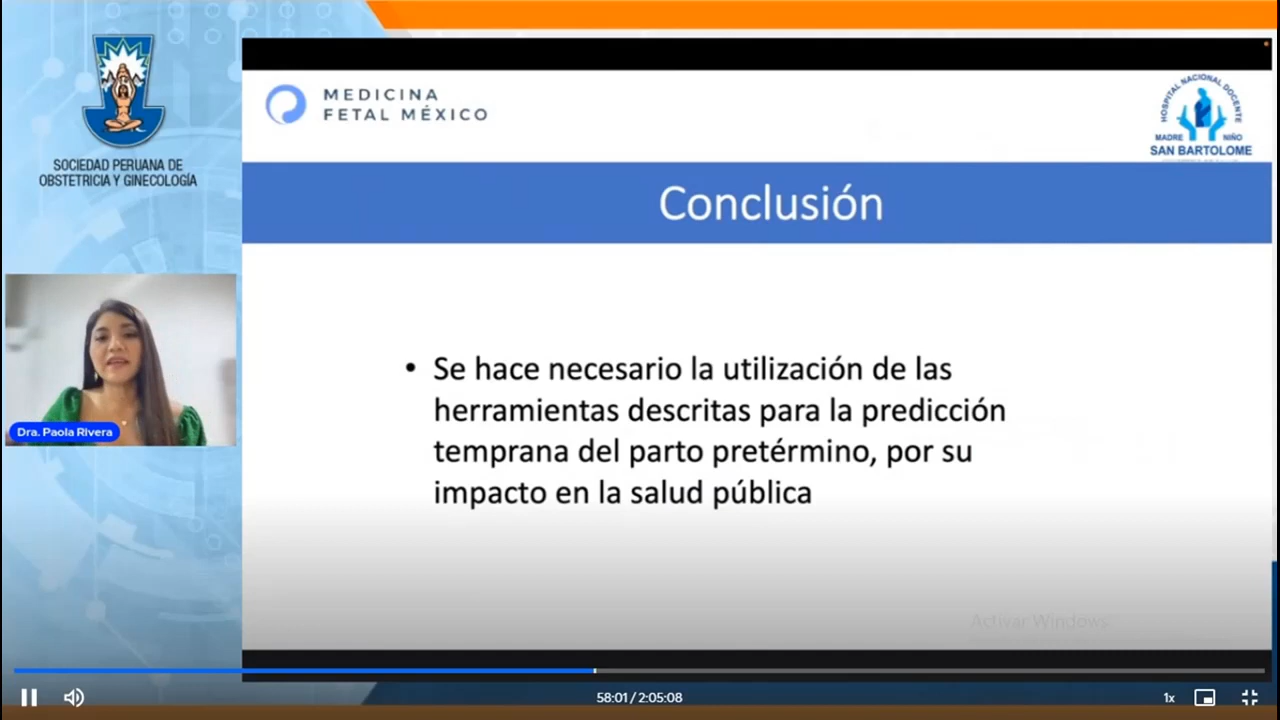 SOCIEDAD PERUANA DE
OBSTETRICIA Y GINECOLOGÍA
MEDICINA
FETAL MÉXICO
HOSPITAL NACIONAL DOCENTE
MADRE NIÑO
SAN BARTOLOME
Conclusión
• Se hace necesario la utilización de las
herramientas descritas para la predicción
temprana del parto pretérmino, por su
impacto en la salud pública
Dra. Paola Rivera
Activar Windows
58:01 / 2:05:08
1x